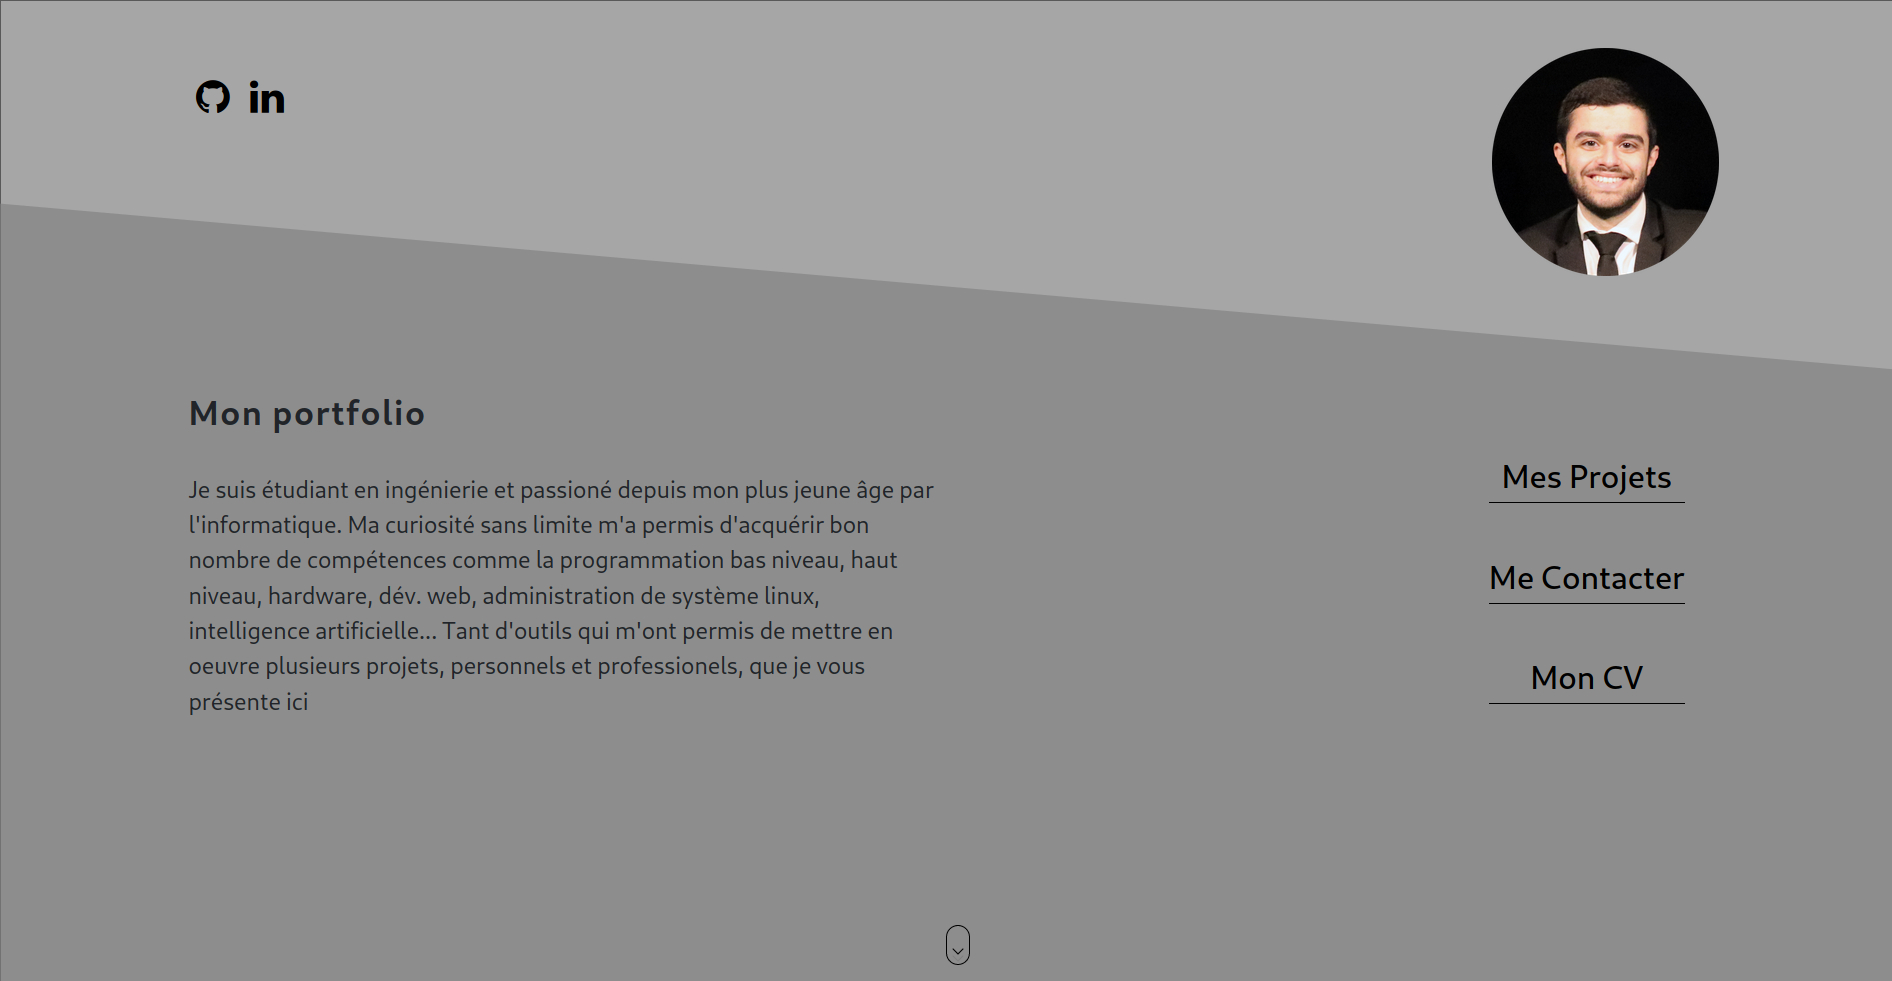 in
Mon portfolio
Je suis étudiant en ingénierie et passioné depuis mon plus jeune âge par
l'informatique. Ma curiosité sans limite m'a permis d'acquérir bon
nombre de compétences comme la programmation bas niveau, haut
niveau, hardware, dév. web, administration de système linux,
intelligence artificielle... Tant d'outils qui m'ont permis de mettre en
oeuvre plusieurs projets, personnels et professionels, que je vous
présente ici
Mes Projets
Me Contacter
Mon CV